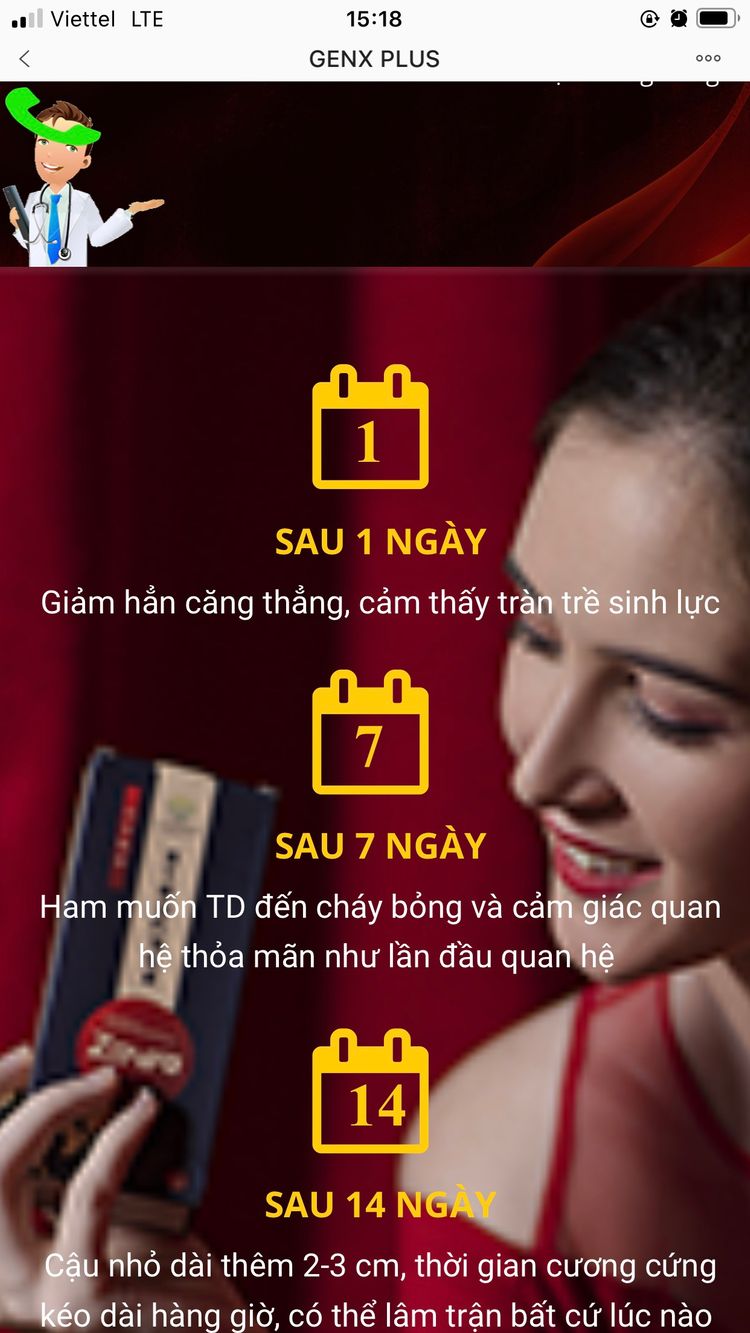 Viettel LTE 15:18
GENX PLUS
1
SAU 1 NGÀY
Giảm hẳn căng thẳng, cảm thấy tràn trề sinh lực
7
SAU 7 NGÀY
Ham muốn TD đến cháy bỏng và cảm giác quan
hệ thỏa mãn như lần đầu quan hệ
14
SAU 14 NGÀY
Cậu nhỏ dài thêm 2-3 cm, thời gian cương cứng
kéo dài hàng giờ, có thể lâm trận bất cứ lúc nào